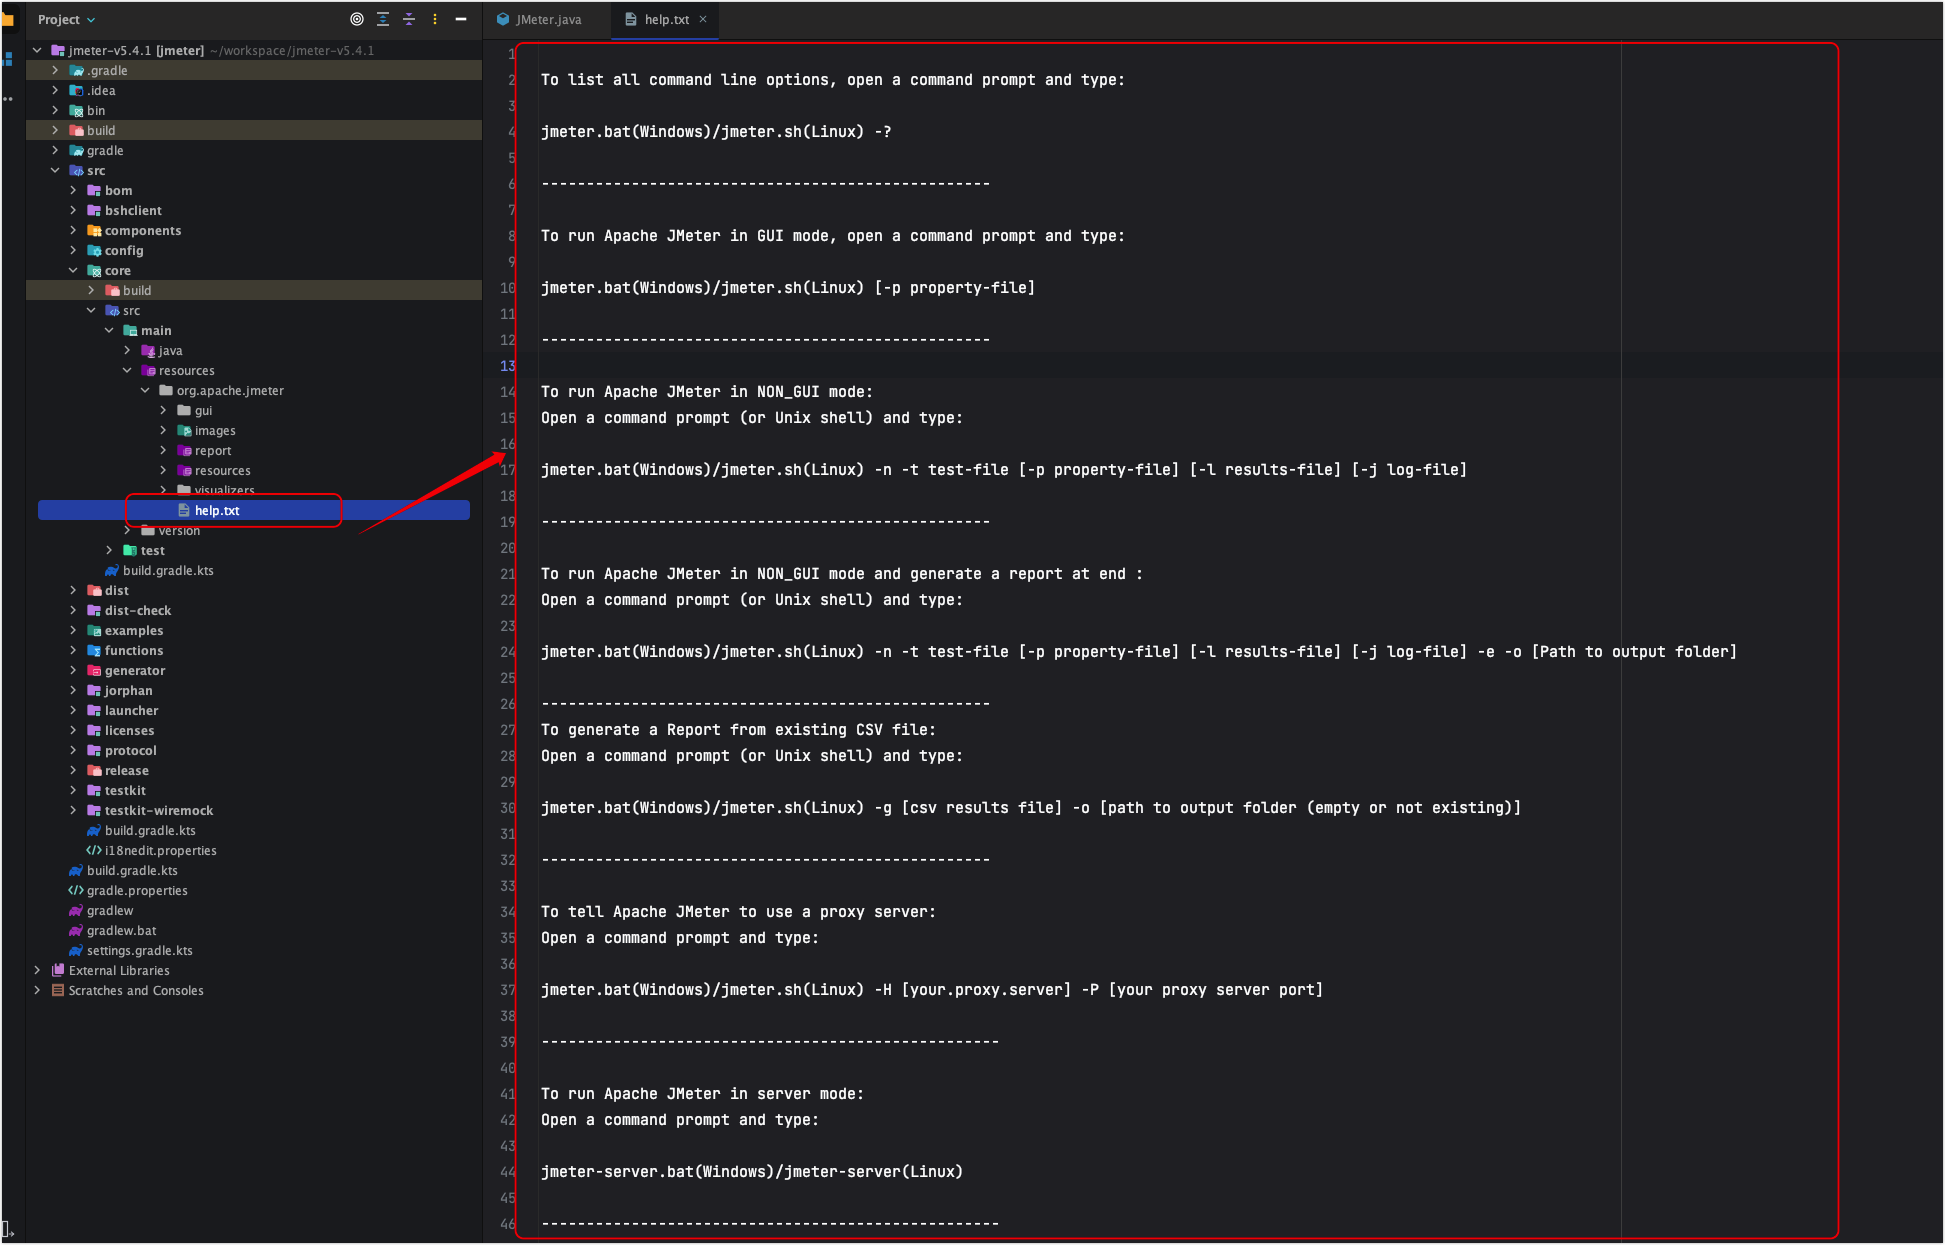 Project
JMeter.java
help.txt
jmeter-v5.4.1 [jmeter] ~/workspace/jmeter-v5.4.1
.gradle
.idea
bin
build
gradle
src
bom
bshclient
components
config
core
build
src
main
java
resources
org.apache.jmeter
gui
images
report
resources
visualizers
help.txt
version
test
build.gradle.kts
dist
dist-check
examples
functions
generator
jorphan
launcher
licenses
protocol
release
testkit
testkit-wiremock
build.gradle.kts
i18nedit.properties
build.gradle.kts
gradle.properties
gradlew
gradlew.bat
settings.gradle.kts
External Libraries
Scratches and Consoles
1
2 To list all command line options, open a command prompt and type:
3
4 jmeter.bat(Windows)/jmeter.sh(Linux) -?
5
6 --------------------------------------------------
7
8 To run Apache JMeter in GUI mode, open a command prompt and type:
9
10 jmeter.bat(Windows)/jmeter.sh(Linux) [-p property-file]
11
12 --------------------------------------------------
13
14 To run Apache JMeter in NON_GUI mode:
15 Open a command prompt (or Unix shell) and type:
16
17 jmeter.bat(Windows)/jmeter.sh(Linux) -n -t test-file [-p property-file] [-l results-file] [-j log-file]
18
19 --------------------------------------------------
20
21 To run Apache JMeter in NON_GUI mode and generate a report at end :
22 Open a command prompt (or Unix shell) and type:
23
24 jmeter.bat(Windows)/jmeter.sh(Linux) -n -t test-file [-p property-file] [-l results-file] [-j log-file] -e -o [Path to output folder]
25
26 --------------------------------------------------
27 To generate a Report from existing CSV file:
28 Open a command prompt (or Unix shell) and type:
29
30 jmeter.bat(Windows)/jmeter.sh(Linux) -g [csv results file] -o [path to output folder (empty or not existing)]
31
32 --------------------------------------------------
33
34 To tell Apache JMeter to use a proxy server:
35 Open a command prompt and type:
36
37 jmeter.bat(Windows)/jmeter.sh(Linux) -H [your.proxy.server] -P [your proxy server port]
38
39 ---------------------------------------------------
40
41 To run Apache JMeter in server mode:
42 Open a command prompt and type:
43
44 jmeter-server.bat(Windows)/jmeter-server(Linux)
45
46 ---------------------------------------------------